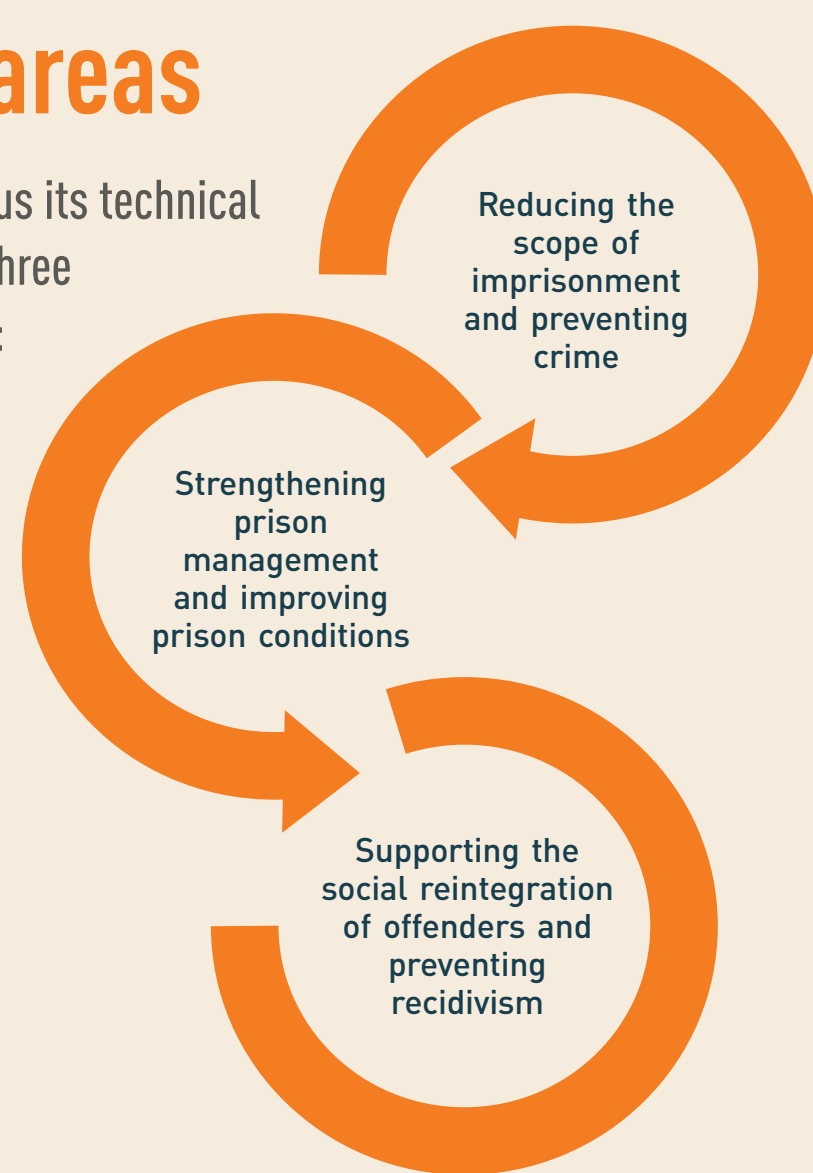 areas
us its technical
three
:
Reducing the
scope of
imprisonment
and preventing
crime
Strengthening
prison
management
and improving
prison conditions
Supporting the
social reintegration
of offenders and
preventing
recidivism